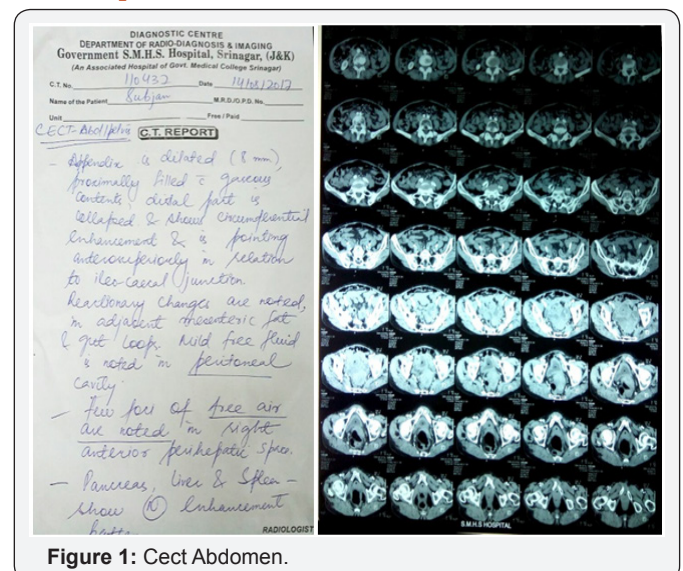 DIAGNOSTIC CENTRE
DEPARTMENT OF RADIO-DIAGNOSIS & IMAGING
Government S.M.H.S. Hospital, Srinagar, (J&K)
(An Associated Hospital of Govt. Medical College Srinagar)
C.T. No. 110432 Date 14/08/2017
Name of the Patient Subjan M.R.D./O.P.D. No.
Unit Free / Paid
CECT-Abd/pelvis C.T. REPORT
- Appendix is dilated (8 mm),
proximally filled c̄ gaseous
contents, distal part is
collapsed & shows circumferential
enhancement & is pointing
anterosuperiorly in relation
to ileo-caecal junction
Reactionary changes are noted,
in adjacent mesenteric fat
& gut loops. Mild free fluid
is noted in peritoneal
cavity.
- Few foci of free air
are noted in right
anterior perihepatic space.
- Pancreas, liver & Spleen -
show (N) enhancement
RADIOLOGIST
S.M.H.S HOSPITAL
Figure 1: Cect Abdomen.